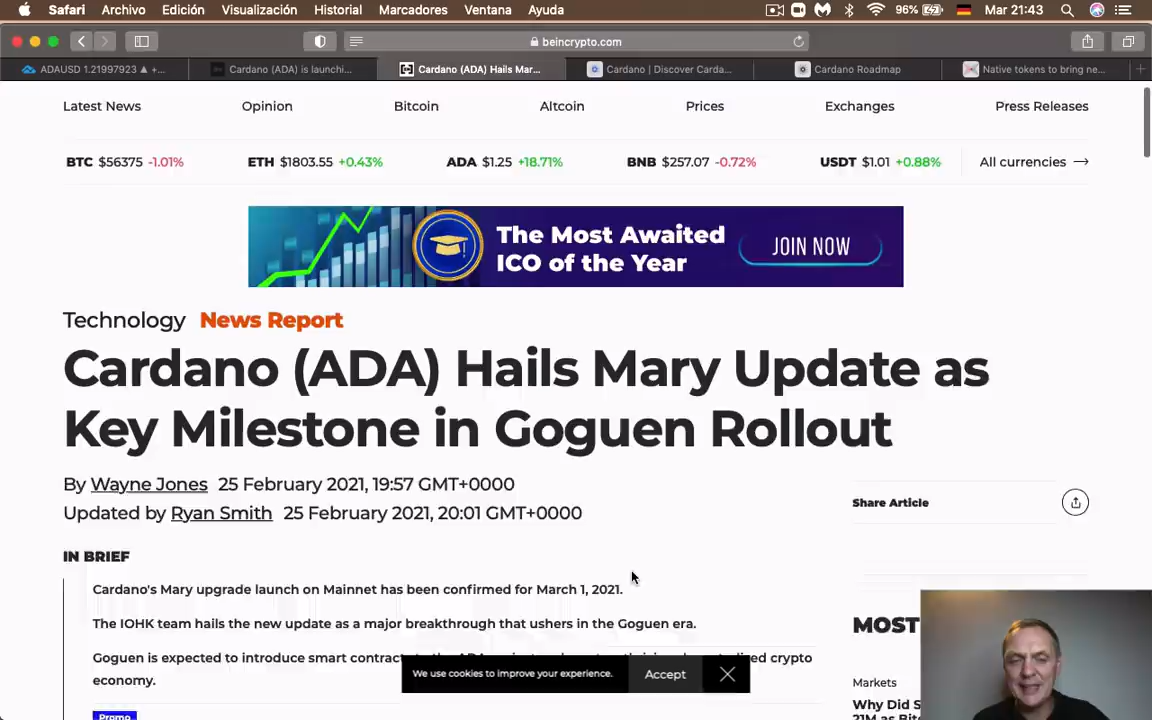 Safari Archivo Edición Visualización Historial Marcadores Ventana Ayuda 96% Mar 21:43
beincrypto.com
ADAUSD 1.21997923 ▲ +... Cardano (ADA) is launchi... Cardano (ADA) Hails Mar... Cardano | Discover Carda... Cardano Roadmap Native tokens to bring ne...
Latest News Opinion Bitcoin Altcoin Prices Exchanges Press Releases
BTC $56375 -1.01% ETH $1803.55 +0.43% ADA $1.25 +18.71% BNB $257.07 -0.72% USDT $1.01 +0.88% All currencies →
The Most Awaited
ICO of the Year
JOIN NOW
Technology News Report
Cardano (ADA) Hails Mary Update as
Key Milestone in Goguen Rollout
By Wayne Jones 25 February 2021, 19:57 GMT+0000
Updated by Ryan Smith 25 February 2021, 20:01 GMT+0000
Share Article
IN BRIEF
Cardano's Mary upgrade launch on Mainnet has been confirmed for March 1, 2021.
The IOHK team hails the new update as a major breakthrough that ushers in the Goguen era.
Goguen is expected to introduce smart contract crypto
economy.
We use cookies to improve your experience. Accept
Promo
MOST
Markets
Why Did S
21M as Bit